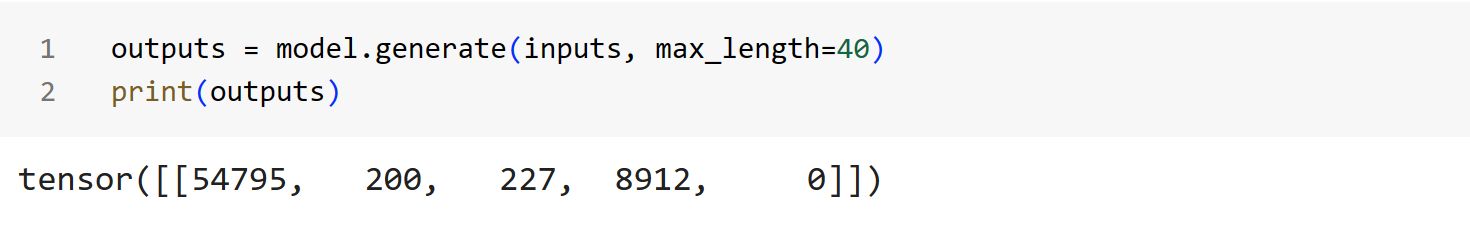 1 outputs = model.generate(inputs, max_length=40)
2 print(outputs)
tensor([[54795, 200, 227, 8912, 0]])